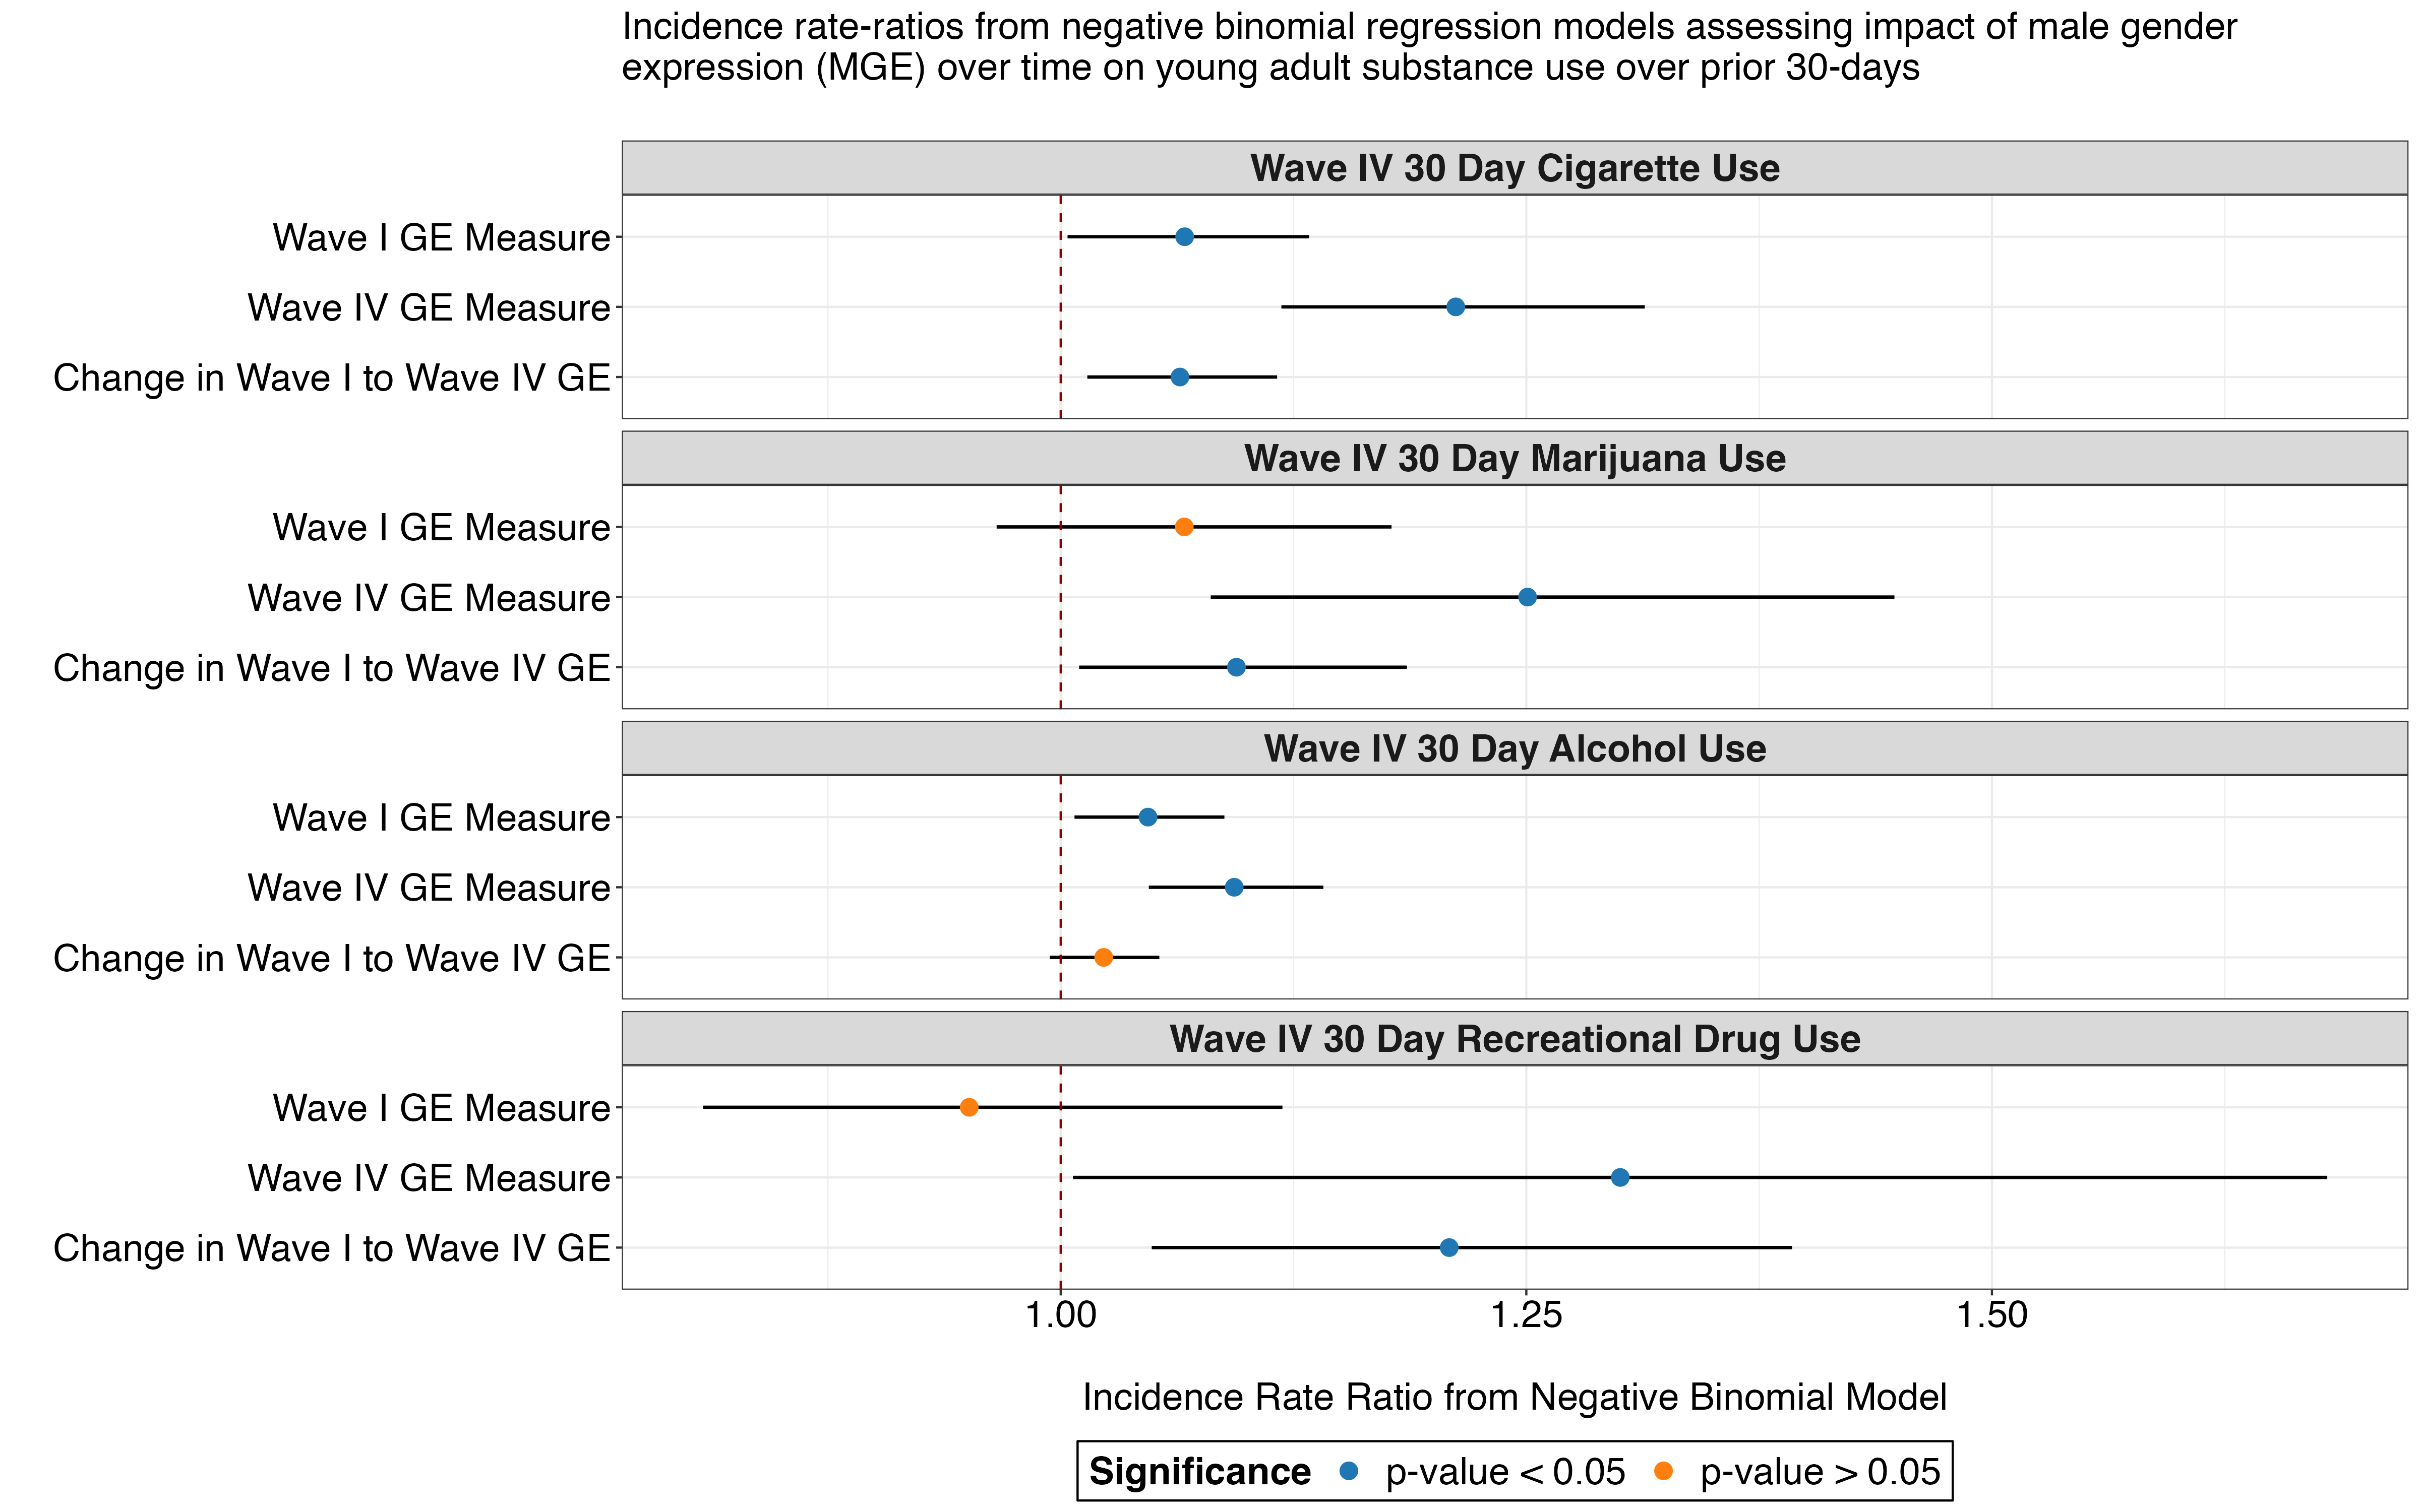 Incidence rate-ratios from negative binomial regression models assessing impact of male gender
expression (MGE) over time on young adult substance use over prior 30-days
Wave IV 30 Day Cigarette Use
Wave I GE Measure
Wave IV GE Measure
Change in Wave I to Wave IV GE
Wave IV 30 Day Marijuana Use
Wave I GE Measure
Wave IV GE Measure
Change in Wave I to Wave IV GE
Wave IV 30 Day Alcohol Use
Wave I GE Measure
Wave IV GE Measure
Change in Wave I to Wave IV GE
Wave IV 30 Day Recreational Drug Use
Wave I GE Measure
Wave IV GE Measure
Change in Wave I to Wave IV GE
1.00 1.25 1.50
Incidence Rate Ratio from Negative Binomial Model
Significance p-value < 0.05 p-value > 0.05